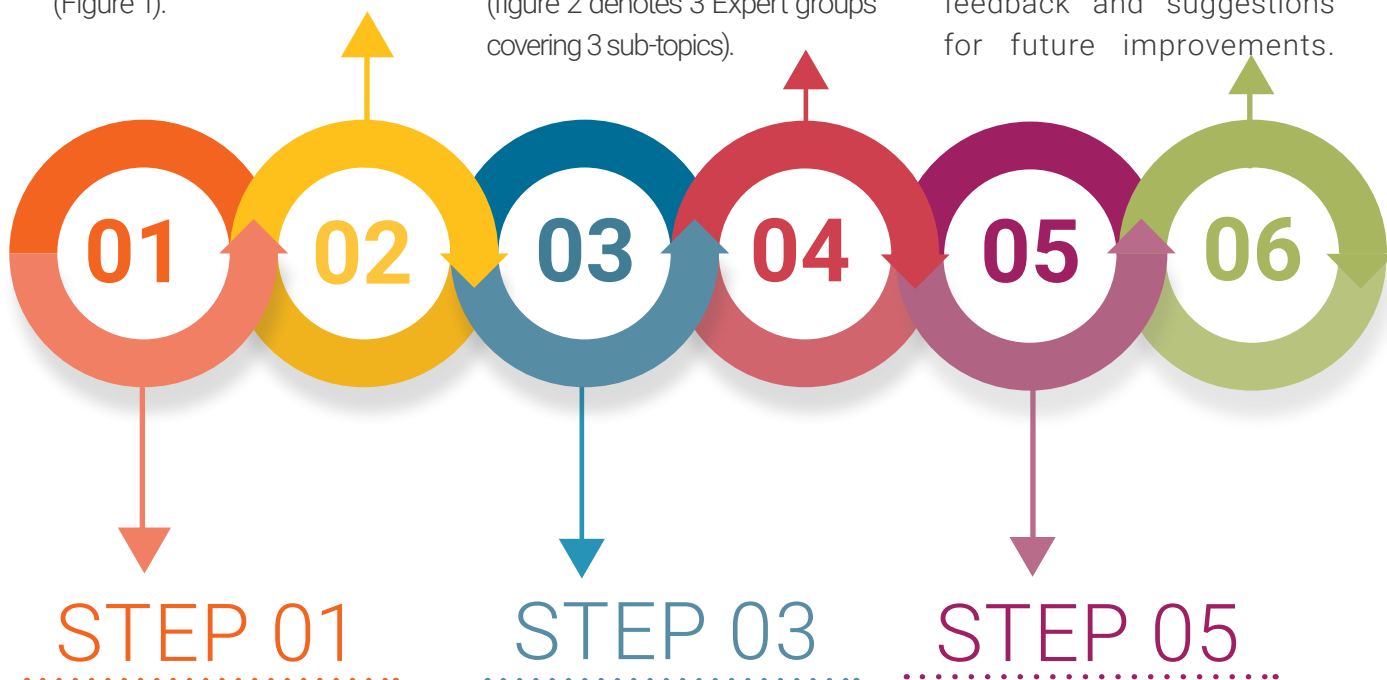 (Figure 1).
(figure 2 denotes 3 Expert groups
covering 3 sub-topics).
feedback and suggestions
for future improvements.
01
02
03
04
05
06
STEP 01
STEP 03
STEP 05